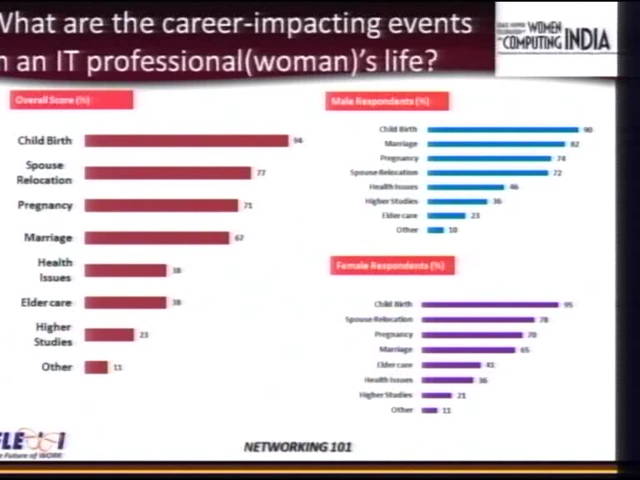 What are the career-impacting events
n an IT professional(woman)'s life?
WOMEN
COMPUTING INDIA
Overall Score (%)
Child Birth 94
Spouse Relocation 77
Pregnancy 71
Marriage 67
Health Issues 38
Elder care 38
Higher Studies 23
Other 11
Male Respondents (%)
Child Birth 90
Marriage 82
Pregnancy 74
Spouse Relocation 72
Health Issues 46
Higher Studies 36
Elder care 23
Other 10
Female Respondents (%)
Child Birth 95
Spouse Relocation 78
Pregnancy 70
Marriage 65
Elder care 41
Health Issues 36
Higher Studies 21
Other 11
Future of WORK
NETWORKING 101